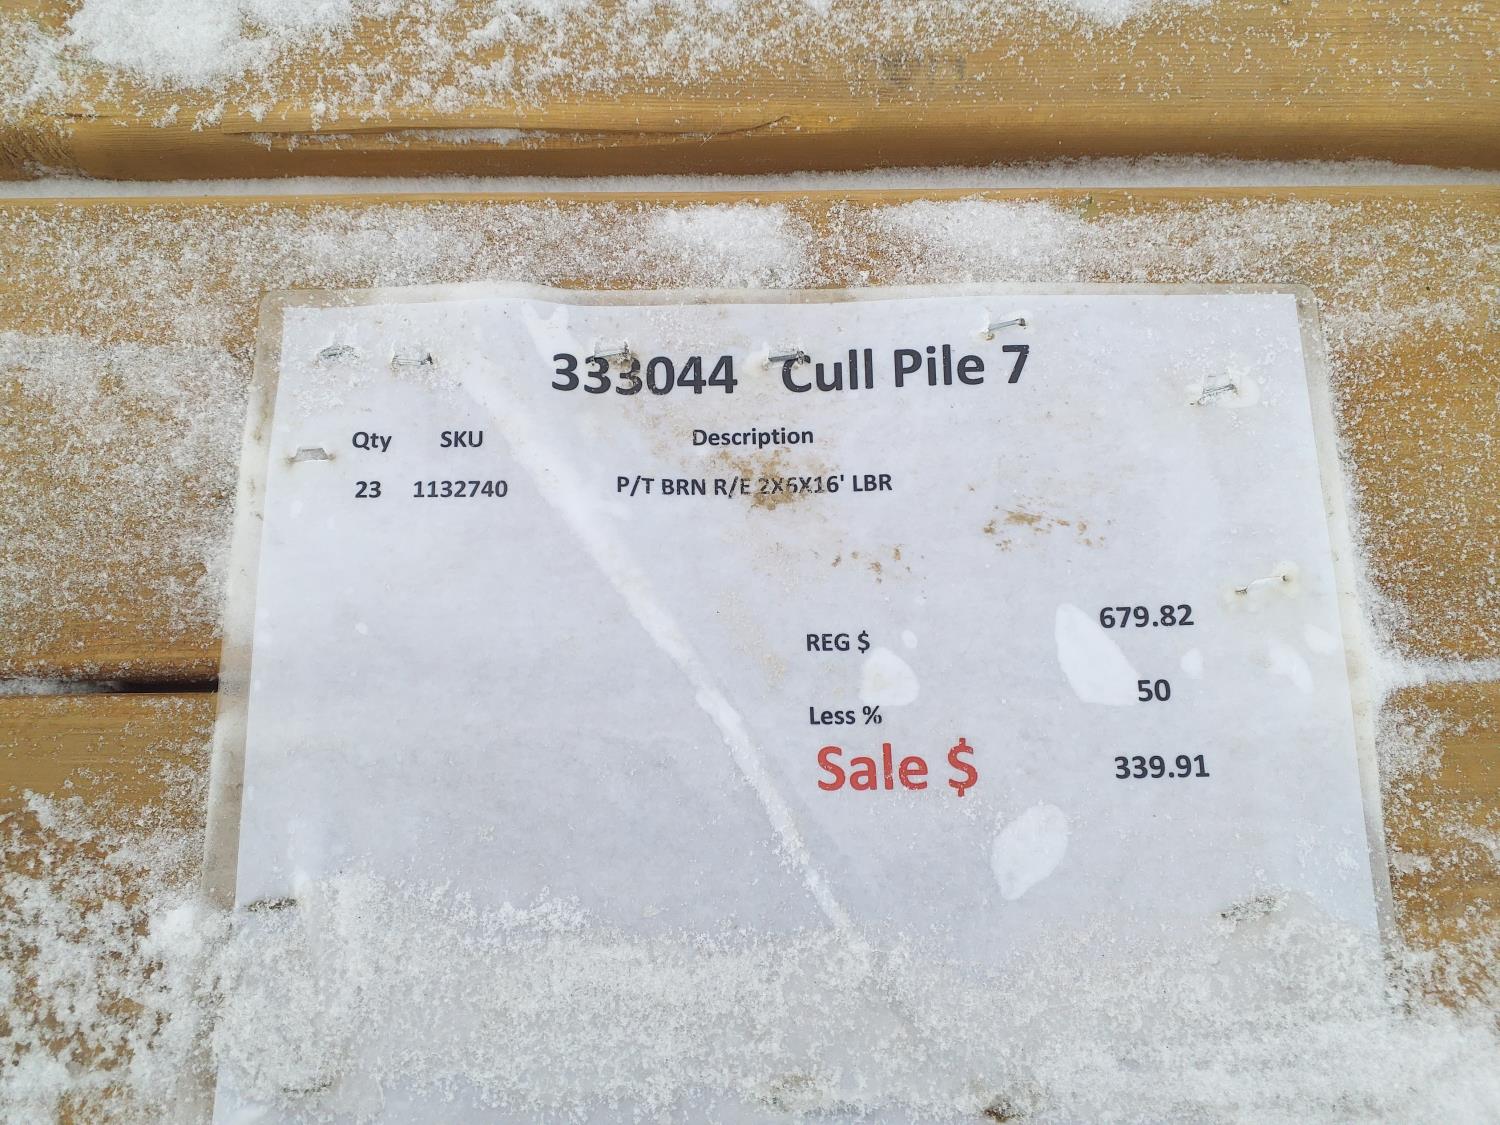 333044 Cull Pile 7
Qty SKU Description
23 1132740 P/T BRN R/E 2X6X16' LBR
REG $ 679.82
Less % 50
Sale $ 339.91